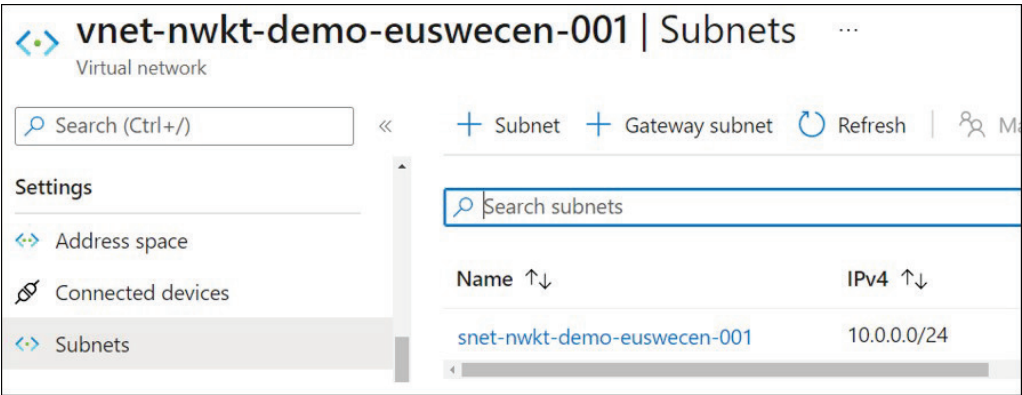 vnet-nwkt-demo-euswecen-001 | Subnets ...
Virtual network
Search (Ctrl+/)
«
+ Subnet + Gateway subnet Refresh
Settings
Search subnets
Address space
Name ↑↓ IPv4 ↑↓
Connected devices
Subnets
snet-nwkt-demo-euswecen-001 10.0.0.0/24